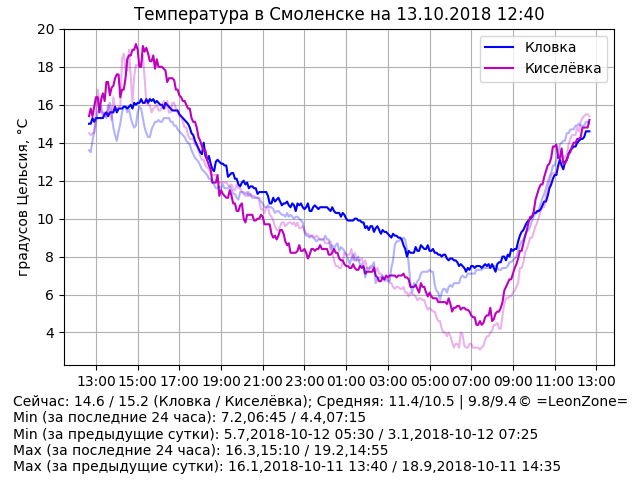 Температура в Смоленске на 13.10.2018 12:40
градусов Цельсия, °C
20
18
16
14
12
10
8
6
4
Кловка
Киселёвка
13:00 15:00 17:00 19:00 21:00 23:00 01:00 03:00 05:00 07:00 09:00 11:00 13:00
Сейчас: 14.6 / 15.2 (Кловка / Киселёвка); Средняя: 11.4/10.5 | 9.8/9.4© =LeonZone=
Min (за последние 24 часа): 7.2,06:45 / 4.4,07:15
Min (за предыдущие сутки): 5.7,2018-10-12 05:30 / 3.1,2018-10-12 07:25
Max (за последние 24 часа): 16.3,15:10 / 19.2,14:55
Max (за предыдущие сутки): 16.1,2018-10-11 13:40 / 18.9,2018-10-11 14:35